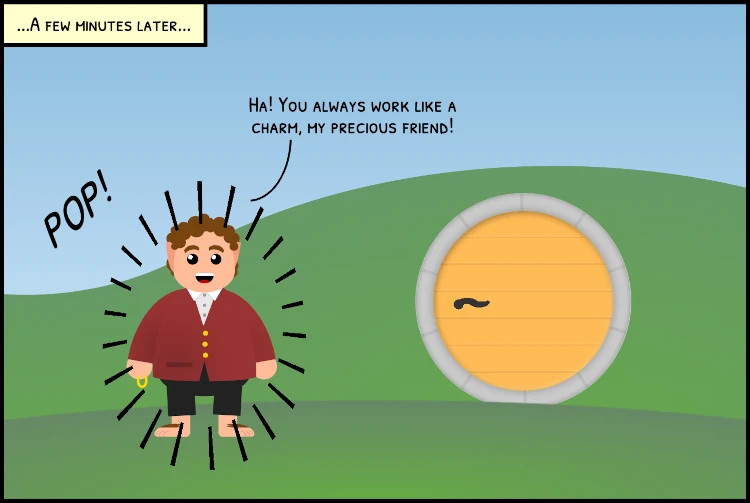 ...A few minutes later...
Ha! You always work like a
charm, my precious friend!
POP!